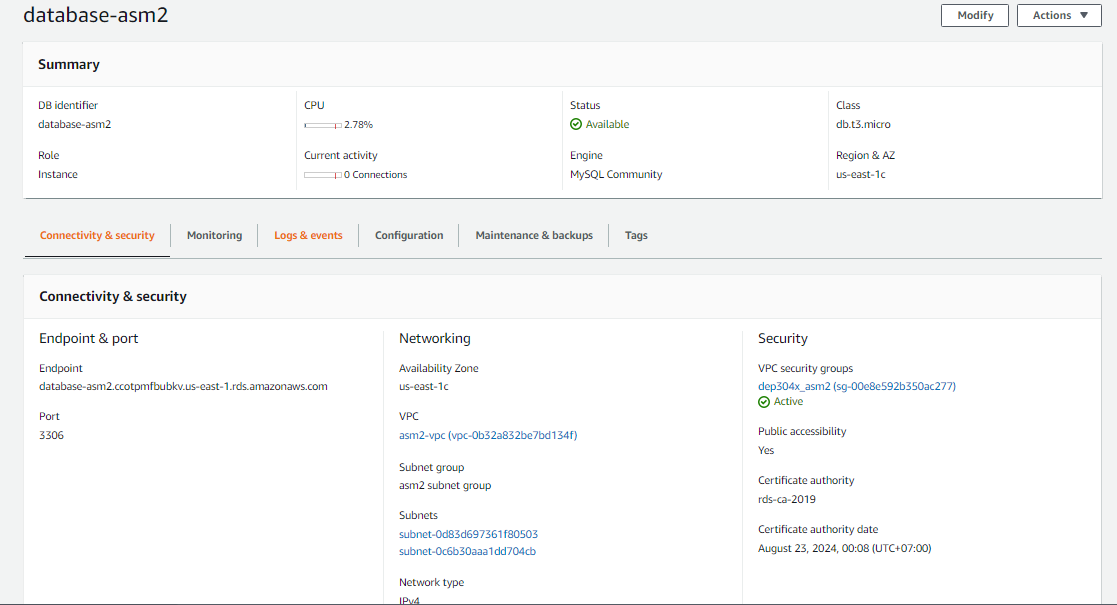 database-asm2
Modify
Actions
Summary
DB identifier
database-asm2
CPU
2.78%
Status
Available
Class
db.t3.micro
Role
Instance
Current activity
0 Connections
Engine
MySQL Community
Region & AZ
us-east-1c
Connectivity & security
Monitoring
Logs & events
Configuration
Maintenance & backups
Tags
Connectivity & security
Endpoint & port
Endpoint
database-asm2.ccotpmfbubkv.us-east-1.rds.amazonaws.com
Port
3306
Networking
Availability Zone
us-east-1c
VPC
asm2-vpc (vpc-0b32a832be7bd134f)
Subnet group
asm2 subnet group
Subnets
subnet-0d83d697361f80503
subnet-0c6b30aaa1dd704cb
Network type
IPv4
Security
VPC security groups
dep304x_asm2 (sg-00e8e592b350ac277)
Active
Public accessibility
Yes
Certificate authority
rds-ca-2019
Certificate authority date
August 23, 2024, 00:08 (UTC+07:00)